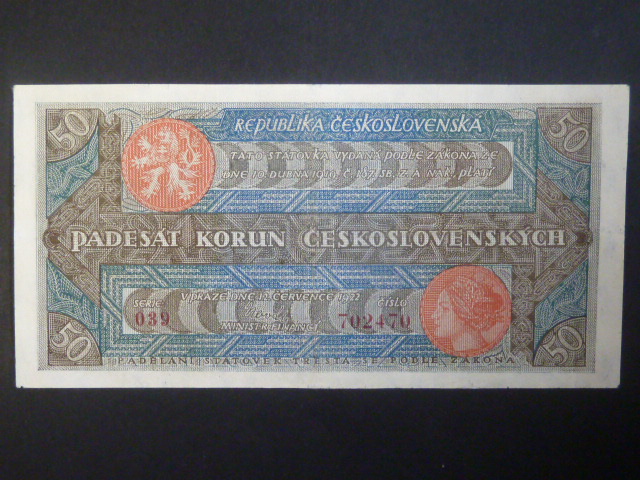 50 50
REPUBLIKA ČESKOSLOVENSKÁ
TATO STÁTOVKA VYDÁNA PODLE ZÁKONA ZE
DNE 10. DUBNA 1919, Č. 187 SB. Z. A NAŘ., PLATÍ
PADESÁT KORUN ČESKOSLOVENSKÝCH
V PRAZE DNE 12. ČERVENCE 1922
SERIE ČÍSLO
039 702470
MINISTR FINANCÍ
50 50
PADĚLÁNÍ STÁTOVEK TRESTÁ SE PODLE ZÁKONA